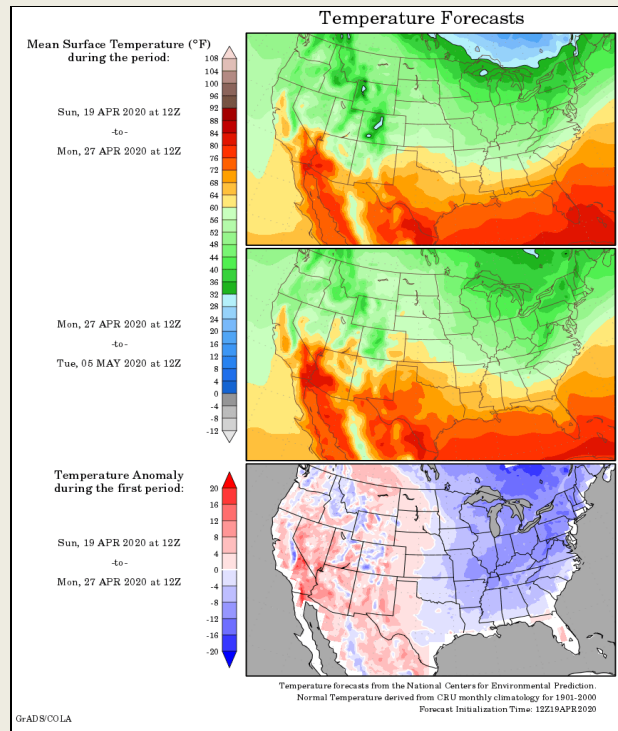 Temperature Forecasts
Mean Surface Temperature (°F)
during the period:
Sun, 19 APR 2020 at 12Z
-to-
Mon, 27 APR 2020 at 12Z
108
104
100
96
92
88
84
80
76
72
68
64
60
56
52
48
44
40
36
32
28
24
20
16
12
8
4
0
-4
-8
-12
Mon, 27 APR 2020 at 12Z
-to-
Tue, 05 MAY 2020 at 12Z
Temperature Anomaly
during the first period:
Sun, 19 APR 2020 at 12Z
-to-
Mon, 27 APR 2020 at 12Z
20
16
12
8
4
0
-4
-8
-12
-16
-20
Temperature forecasts from the National Centers for Environmental Prediction.
Normal Temperature derived from CRU monthly climatology for 1901-2000
Forecast Initialization Time: 12Z19APR2020
GrADS/COLA